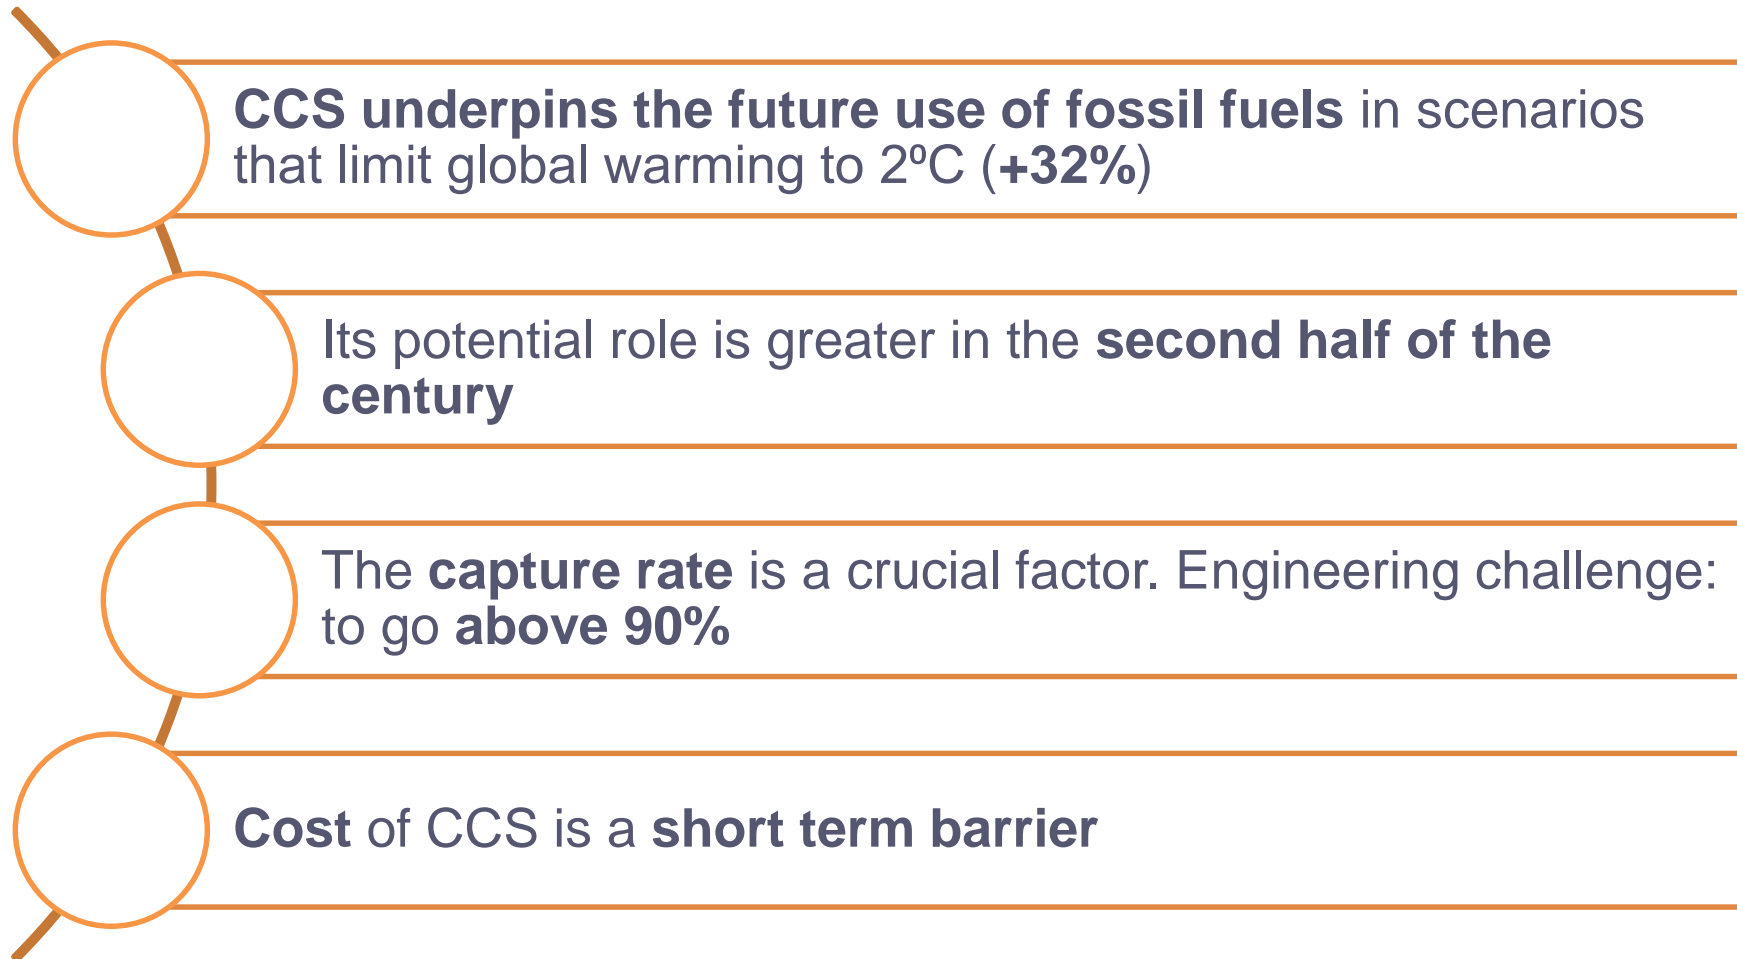 CCS underpins the future use of fossil fuels in scenarios
that limit global warming to 2ºC (+32%)
Its potential role is greater in the second half of the
century
The capture rate is a crucial factor. Engineering challenge:
to go above 90%
Cost of CCS is a short term barrier